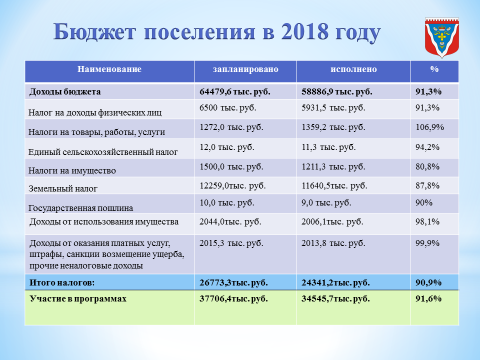 Бюджет поселения в 2018 году
Наименование запланировано исполнено %
Доходы бюджета 64479,6 тыс. руб. 58886,9 тыс. руб. 91,3%
Налог на доходы физических лиц 6500 тыс. руб. 5931,5 тыс. руб. 91,3%
Налоги на товары, работы, услуги 1272,0 тыс. руб. 1359,2 тыс. руб. 106,9%
Единый сельскохозяйственный налог 12,0 тыс. руб. 11,3 тыс. руб. 94,2%
Налоги на имущество 1500,0 тыс. руб. 1211,3 тыс. руб. 80,8%
Земельный налог 12259,0тыс. руб. 11640,5тыс. руб. 87,8%
Государственная пошлина 10,0 тыс. руб. 9,0 тыс. руб. 90%
Доходы от использования имущества 2044,0тыс. руб. 2006,1тыс. руб. 98,1%
Доходы от оказания платных услуг, 2015,3 тыс. руб. 2013,8 тыс. руб. 99,9%
штрафы, санкции возмещение ущерба,
прочие неналоговые доходы
Итого налогов: 26773,3тыс. руб. 24341,2тыс. руб. 90,9%
Участие в программах 37706,4тыс. руб. 34545,7тыс. руб. 91,6%